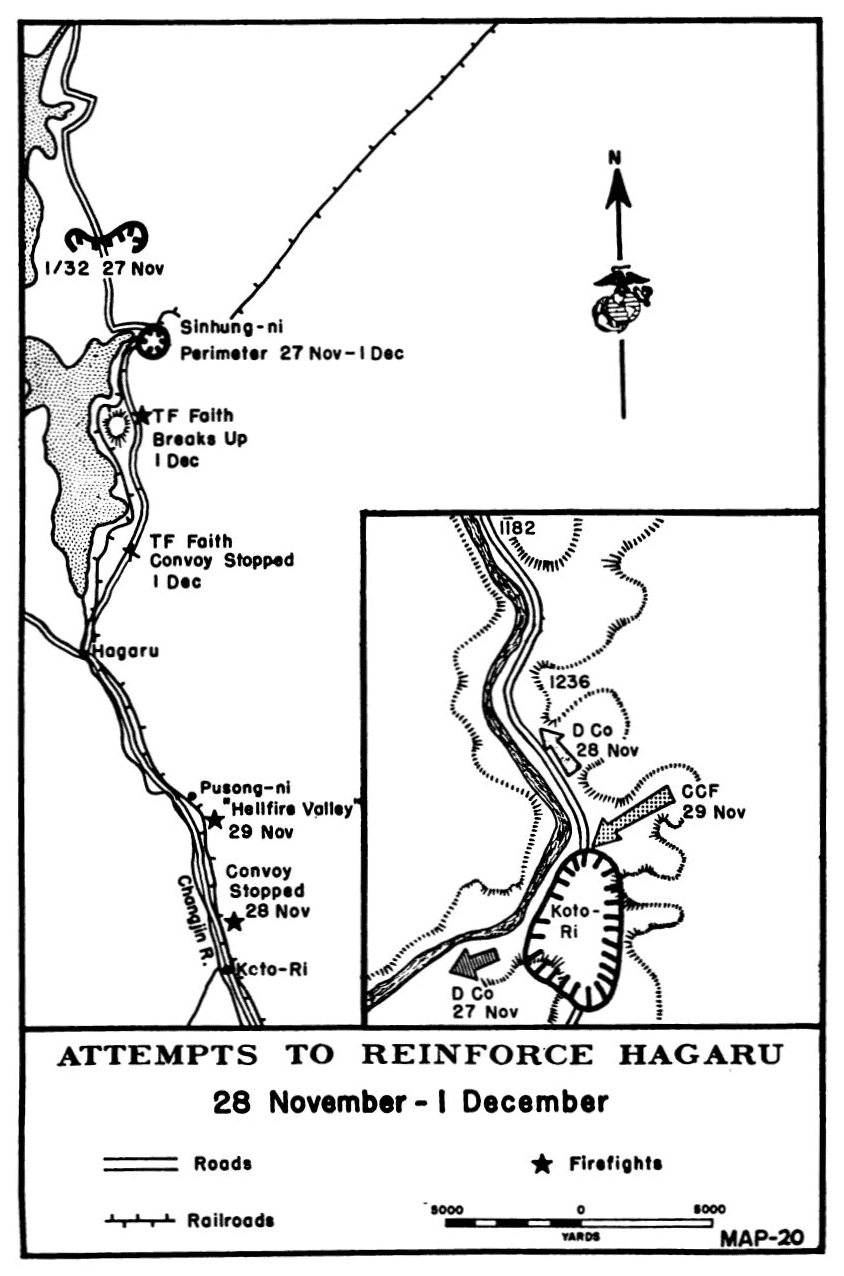 N
1/32 27 Nov
Sinhung-ni
Perimeter 27 Nov-1 Dec
TF Faith
Breaks Up
1 Dec
TF Faith
Convoy Stopped
1 Dec
Hagaru
Pusong-ni
"Hellfire Valley"
29 Nov
Convoy
Stopped
28 Nov
Changjin R.
Koto-Ri
1182
1236
D Co
28 Nov
CCF
29 Nov
Koto-
Ri
D Co
27 Nov
ATTEMPTS TO REINFORCE HAGARU
28 November - 1 December
Roads
Firefights
Railroads
5000 0 5000
YARDS
MAP-20